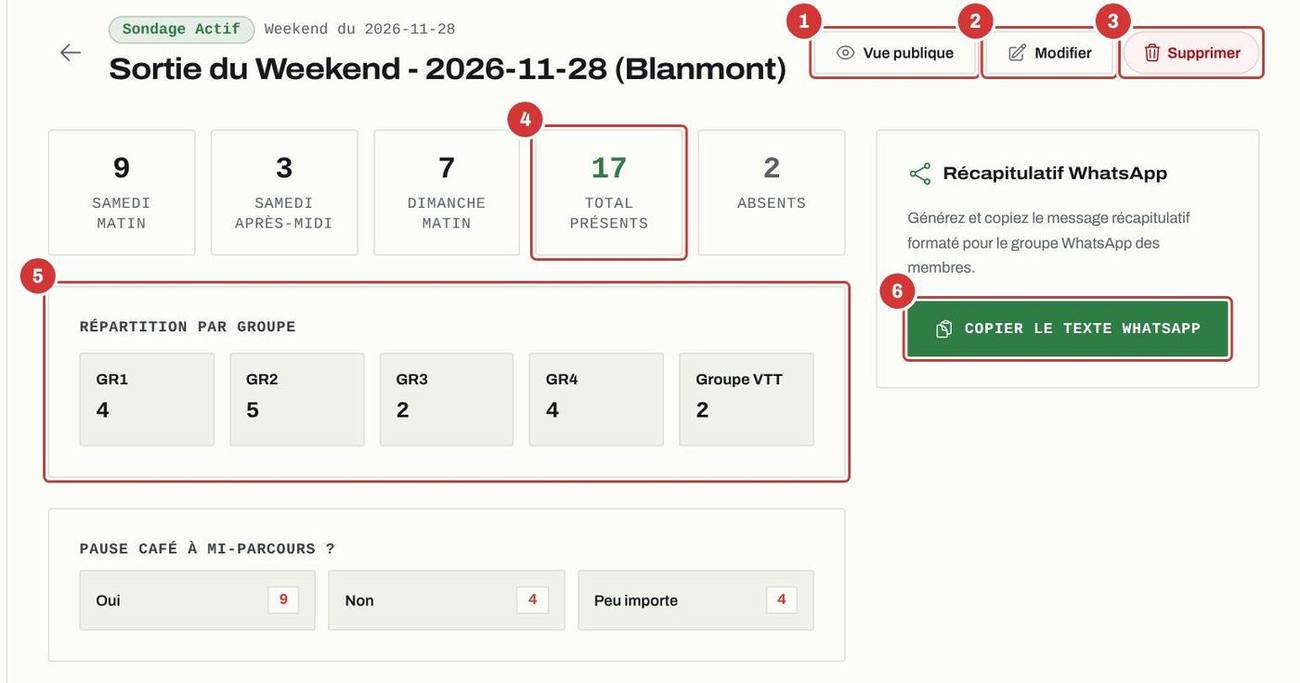 Sondage Actif Weekend du 2026-11-28
Sortie du Weekend - 2026-11-28 (Blanmont)
1 Vue publique
2 Modifier
3 Supprimer
9
SAMEDI
MATIN
3
SAMEDI
APRÈS-MIDI
7
DIMANCHE
MATIN
4
17
TOTAL
PRÉSENTS
2
ABSENTS
Récapitulatif WhatsApp
Générez et copiez le message récapitulatif
formaté pour le groupe WhatsApp des
membres.
6
COPIER LE TEXTE WHATSAPP
5
RÉPARTITION PAR GROUPE
GR1
4
GR2
5
GR3
2
GR4
4
Groupe VTT
2
PAUSE CAFÉ À MI-PARCOURS ?
Oui 9
Non 4
Peu importe 4